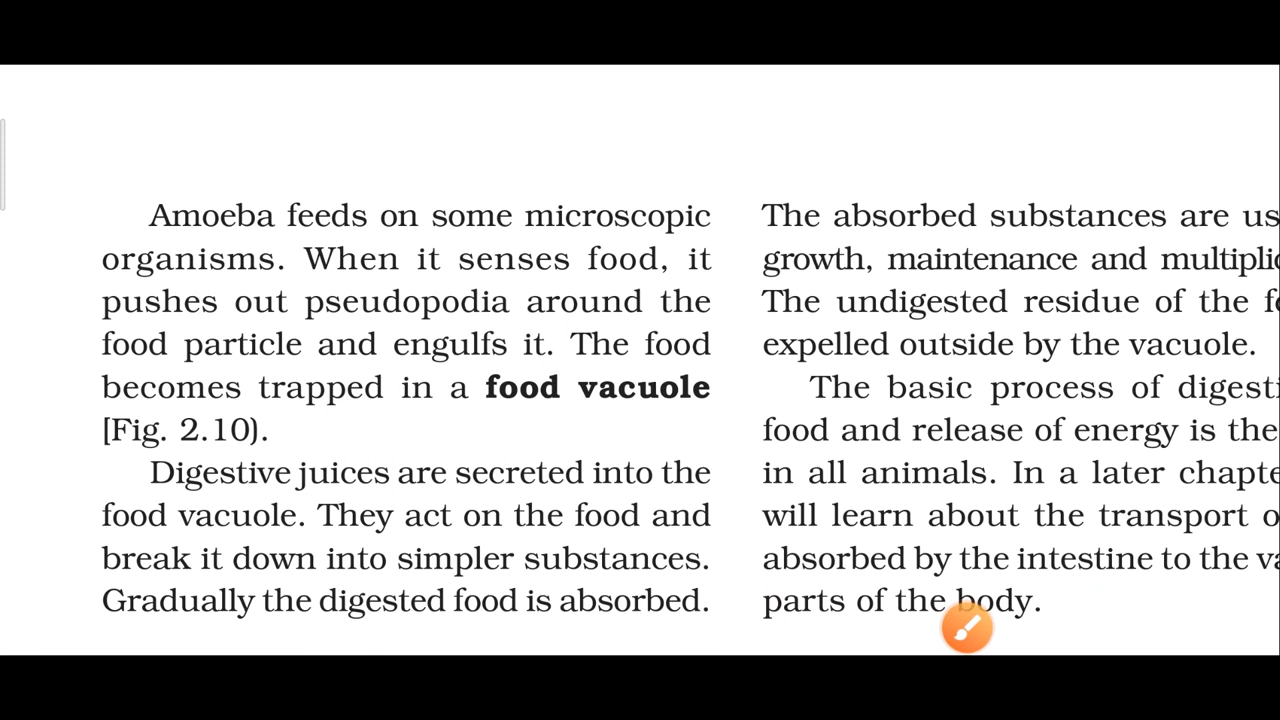 Amoeba feeds on some microscopic
organisms. When it senses food, it
pushes out pseudopodia around the
food particle and engulfs it. The food
becomes trapped in a food vacuole
[Fig. 2.10).
Digestive juices are secreted into the
food vacuole. They act on the food and
break it down into simpler substances.
Gradually the digested food is absorbed.
The absorbed substances are
growth, maintenance and
The undigested residue of the
expelled outside by the vacuole.
The basic process of
food and release of energy is the
in all animals. In a later
will learn about the transport
absorbed by the intestine to the
parts of the body.